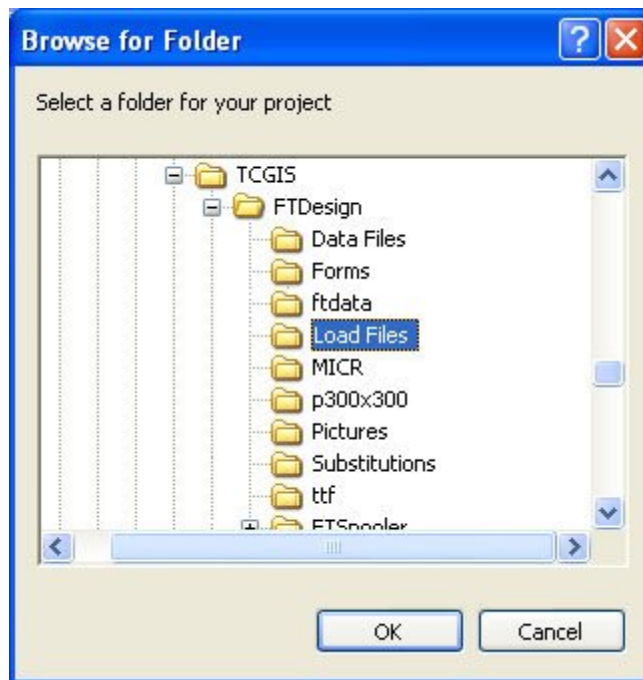 Browse for Folder
Select a folder for your project
TCGIS
FTDesign
Data Files
Forms
ftdata
Load Files
MICR
p300x300
Pictures
Substitutions
ttf
FTSpooler
OK
Cancel